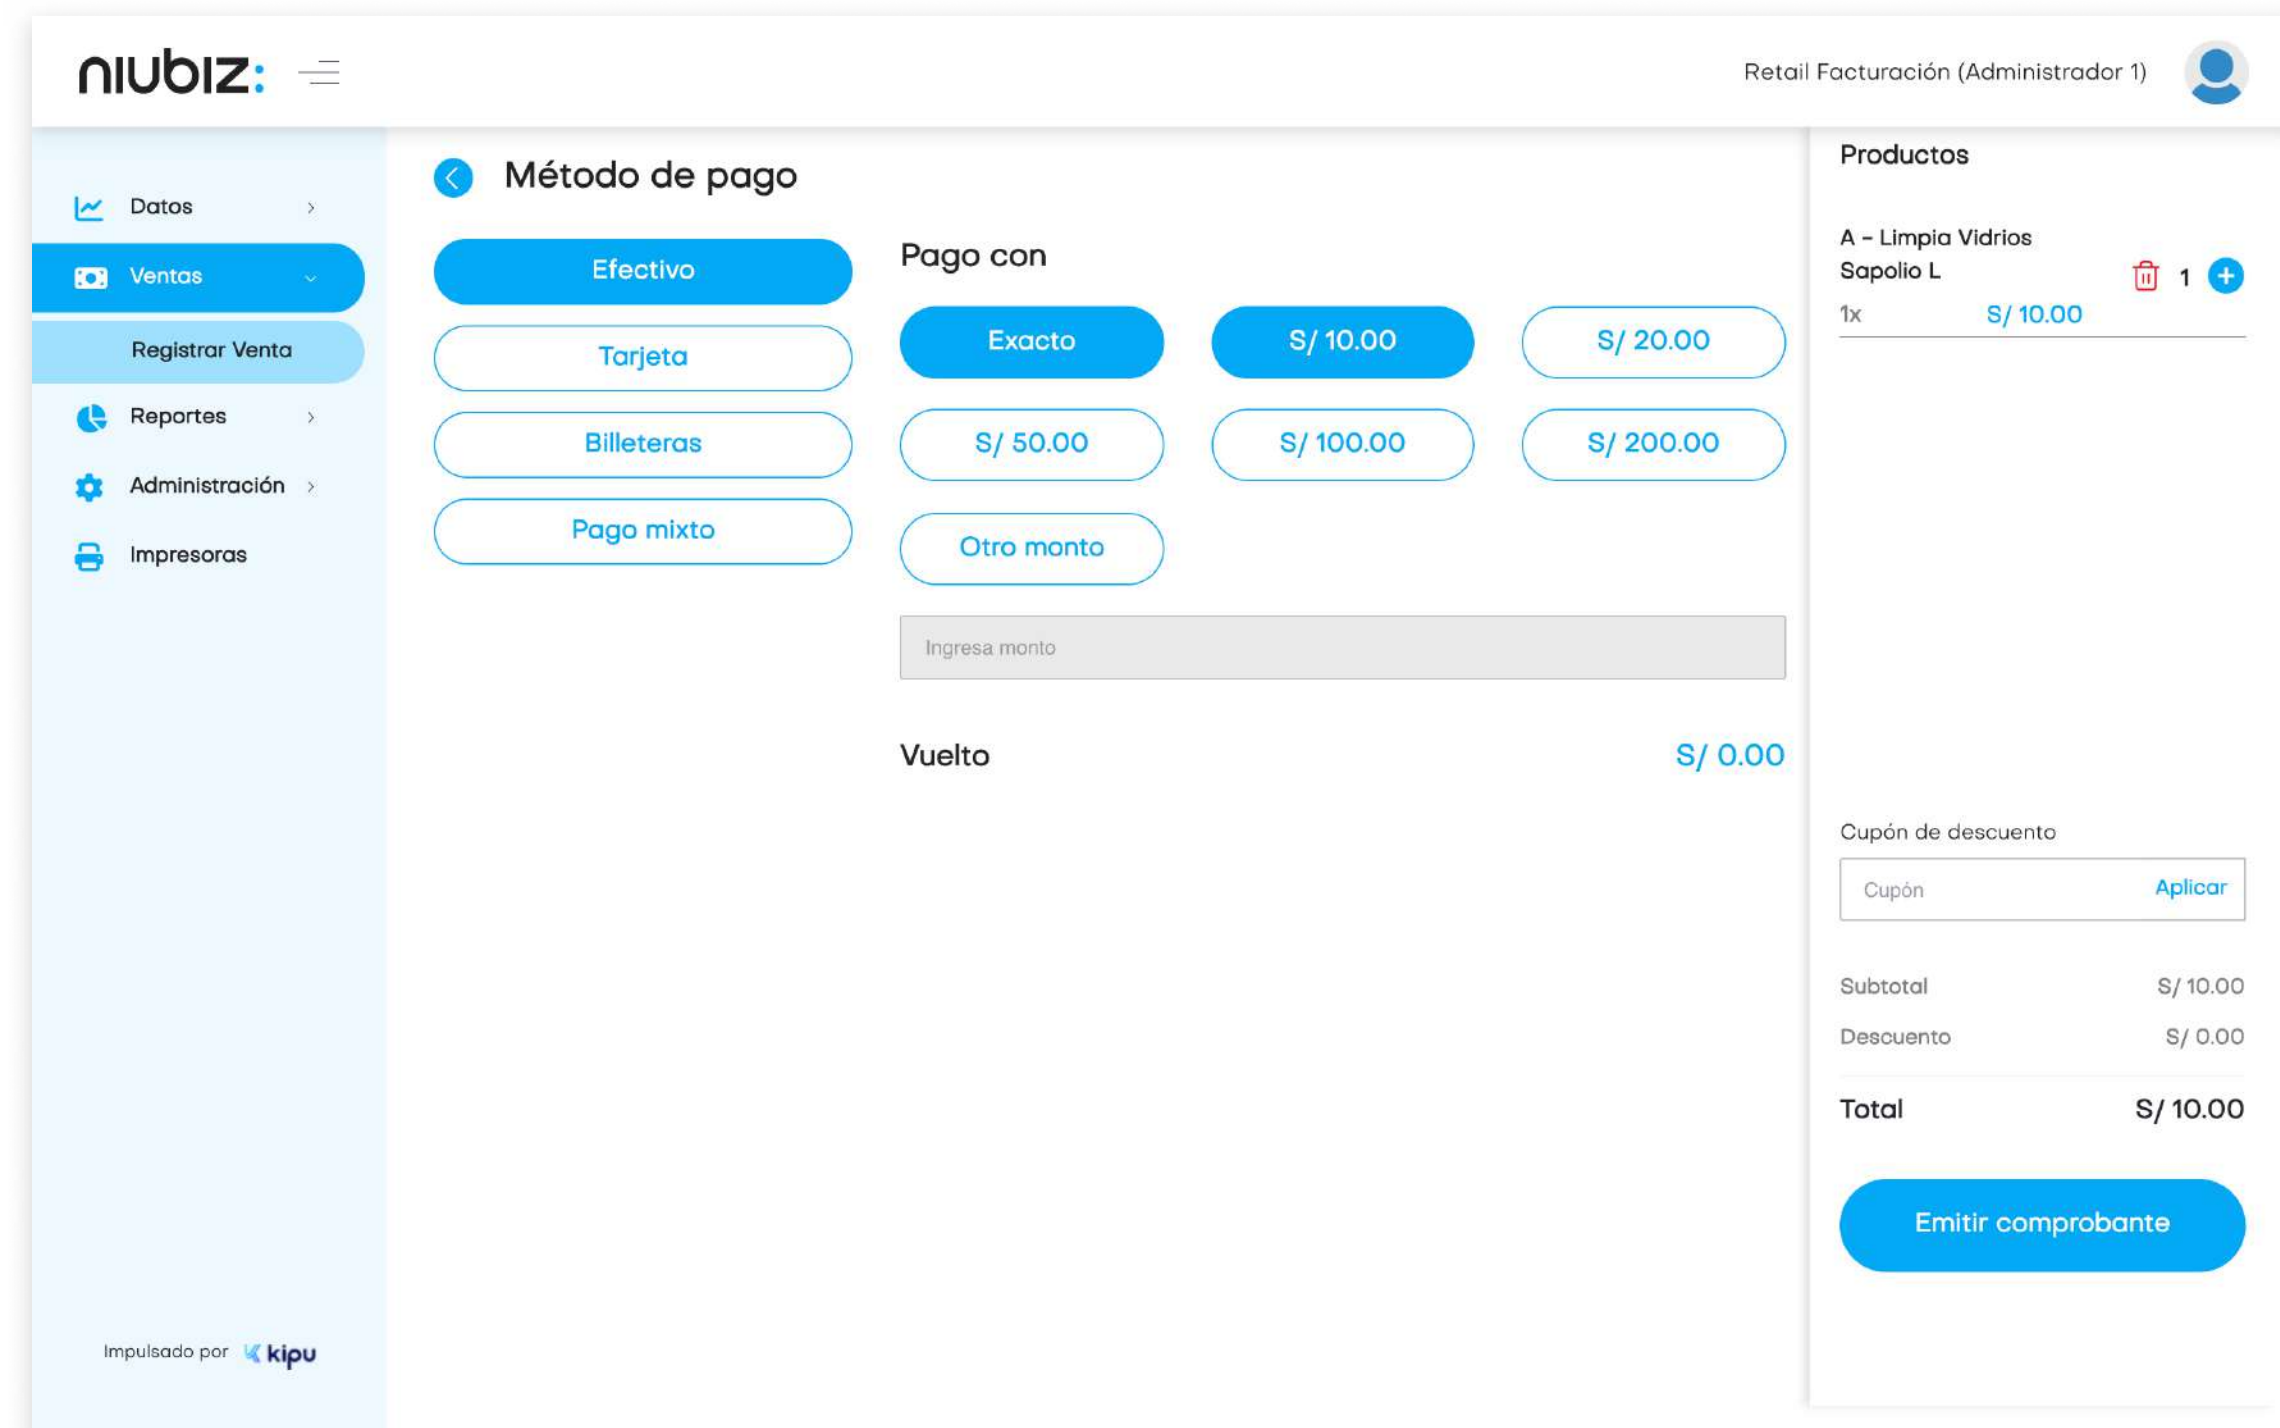 niubiz:
Retail Facturación (Administrador 1)
Datos
Ventas
Registrar Venta
Reportes
Administración
Impresoras
Impulsado por kipu
Método de pago
Efectivo
Tarjeta
Billeteras
Pago mixto
Pago con
Exacto
S/ 10.00
S/ 20.00
S/ 50.00
S/ 100.00
S/ 200.00
Otro monto
Ingresa monto
Vuelto S/ 0.00
Productos
A - Limpia Vidrios
Sapolio L
1
1x S/ 10.00
Cupón de descuento
Cupón Aplicar
Subtotal S/ 10.00
Descuento S/ 0.00
Total S/ 10.00
Emitir comprobante